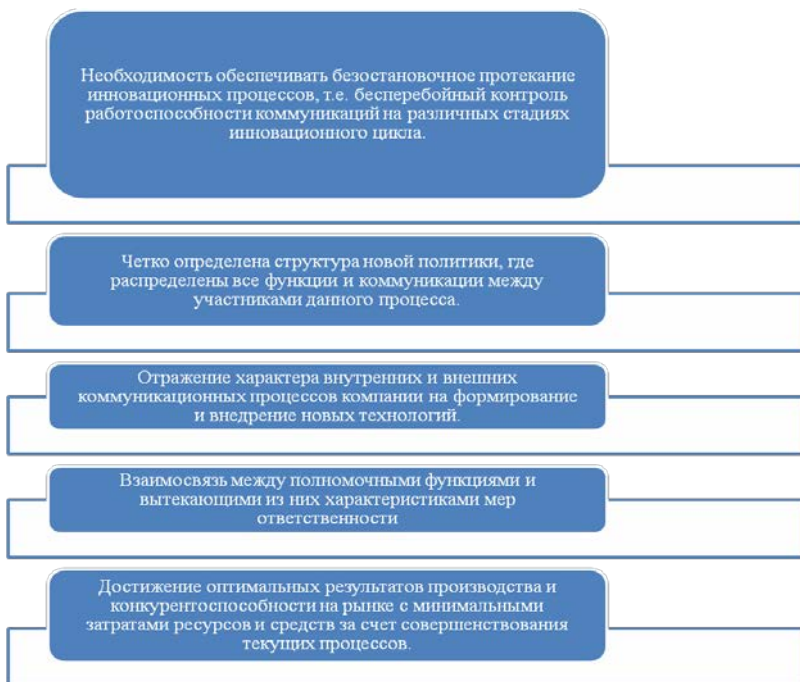 Необходимость обеспечивать безостановочное протекание
инновационных процессов, т.е. бесперебойный контроль
работоспособности коммуникаций на различных стадиях
инновационного цикла.
Четко определена структура новой политики, где
распределены все функции и коммуникации между
участниками данного процесса.
Отражение характера внутренних и внешних
коммуникационных процессов компании на формирование
и внедрение новых технологий.
Взаимосвязь между полномочными функциями и
вытекающими из них характеристиками мер
ответственности
Достижение оптимальных результатов производства и
конкурентоспособности на рынке с минимальными
затратами ресурсов и средств за счет совершенствования
текущих процессов.